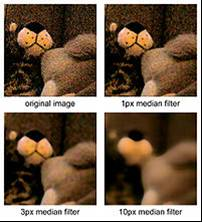 original image
1px median filter
3px median filter
10px median filter